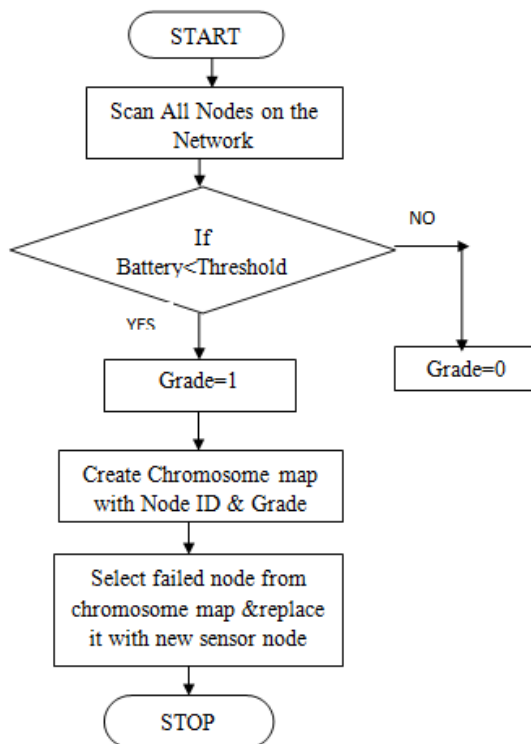 START
Scan All Nodes on the
Network
If
Battery<Threshold
NO
YES
Grade=1
Grade=0
Create Chromosome map
with Node ID & Grade
Select failed node from
chromosome map &replace
it with new sensor node
STOP